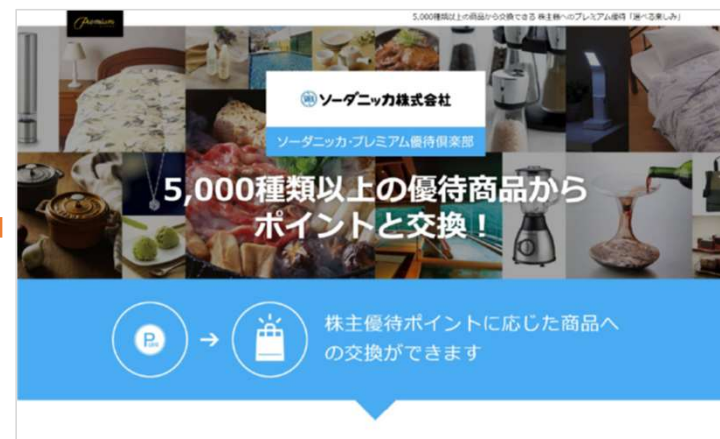 Premium
5,000種類以上の商品から交換できる 株主様へのプレミアム優待「選べる楽しみ」
ソーダニッカ株式会社
ソーダニッカ・プレミアム優待倶楽部
5,000種類以上の優待商品から
ポイントと交換！
P
株主優待ポイントに応じた商品へ
の交換ができます